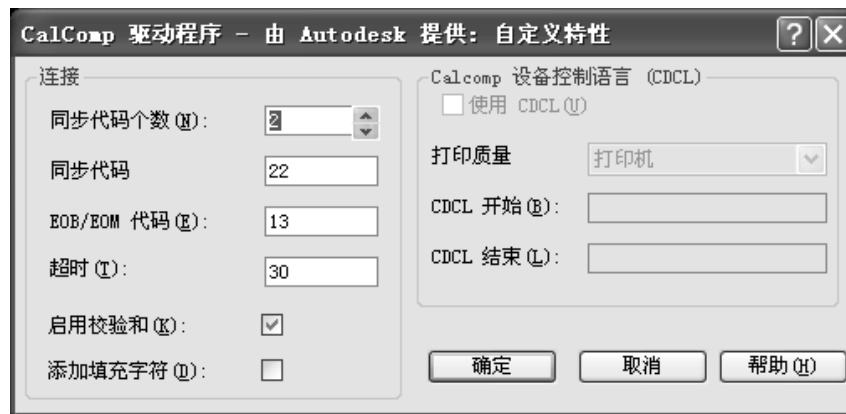 CalComp 驱动程序 - 由 Autodesk 提供: 自定义特性
连接
同步代码个数(N):
2
同步代码
22
EOB/EOM 代码(E):
13
超时(T):
30
启用校验和(K):
添加填充字符(D):
Calcomp 设备控制语言 (CDCL)
使用 CDCL(U)
打印质量
打印机
CDCL 开始(B):
CDCL 结束(L):
确定
取消
帮助(H)